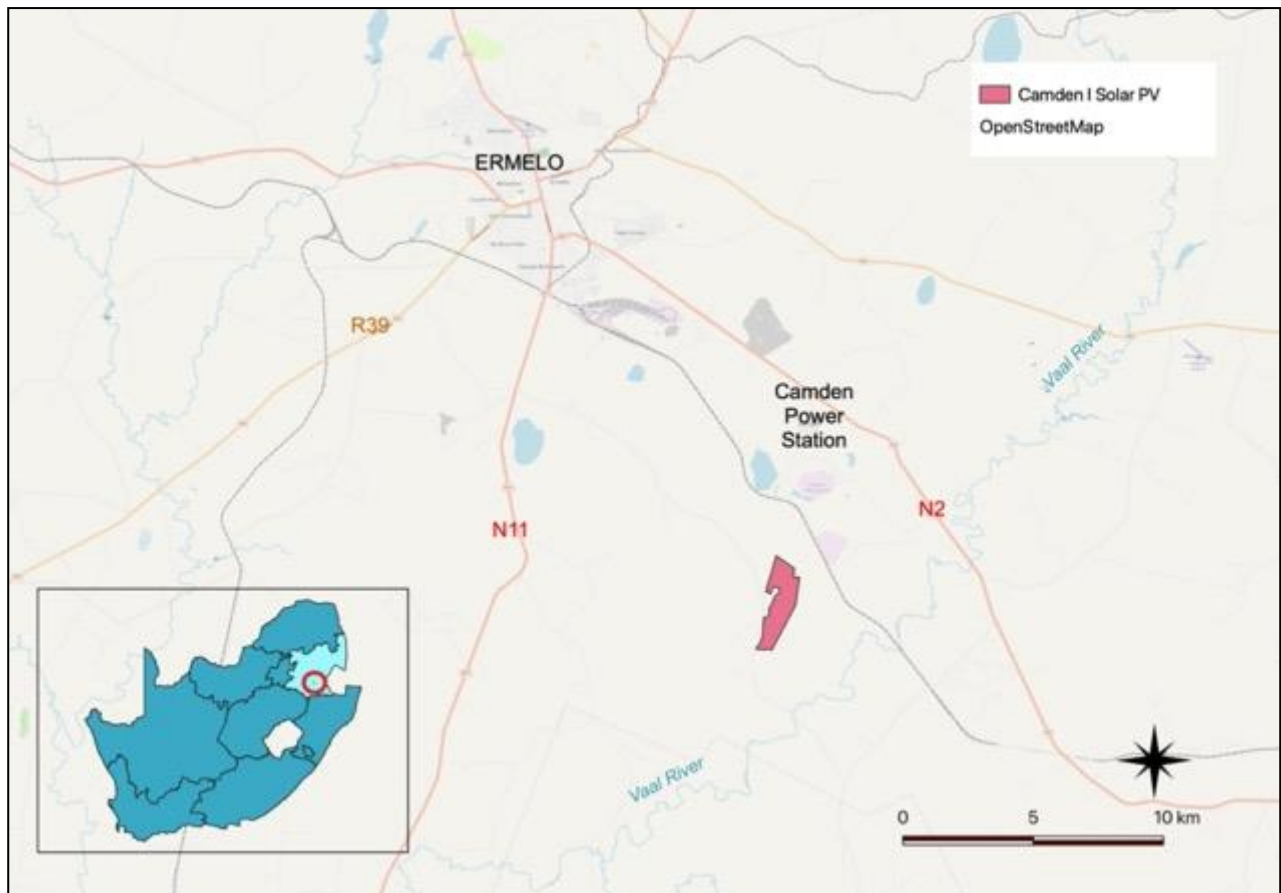 Camden I Solar PV
OpenStreetMap
ERMELO
R39
Vaal River
Camden
Power
Station
N11
N2
Vaal River
0 5 10 km